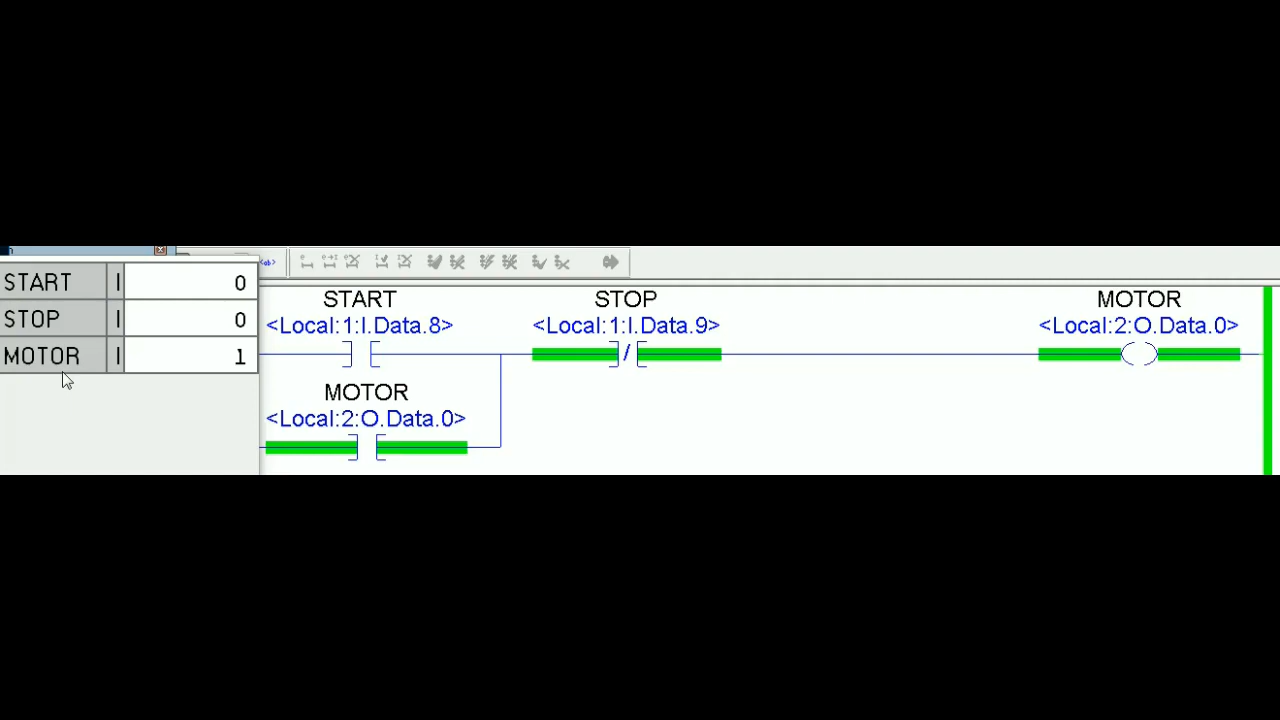 START 0
STOP 0
MOTOR 1
START
<Local:1:I.Data.8>
STOP
<Local:1:I.Data.9>
MOTOR
<Local:2:O.Data.0>
MOTOR
<Local:2:O.Data.0>